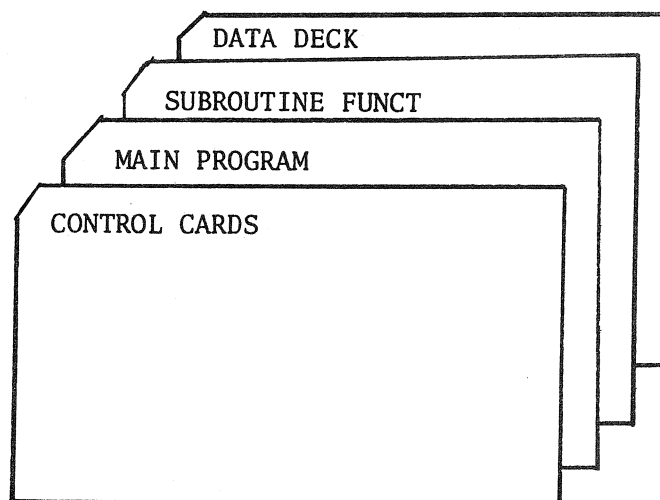 DATA DECK
SUBROUTINE FUNCT
MAIN PROGRAM
CONTROL CARDS